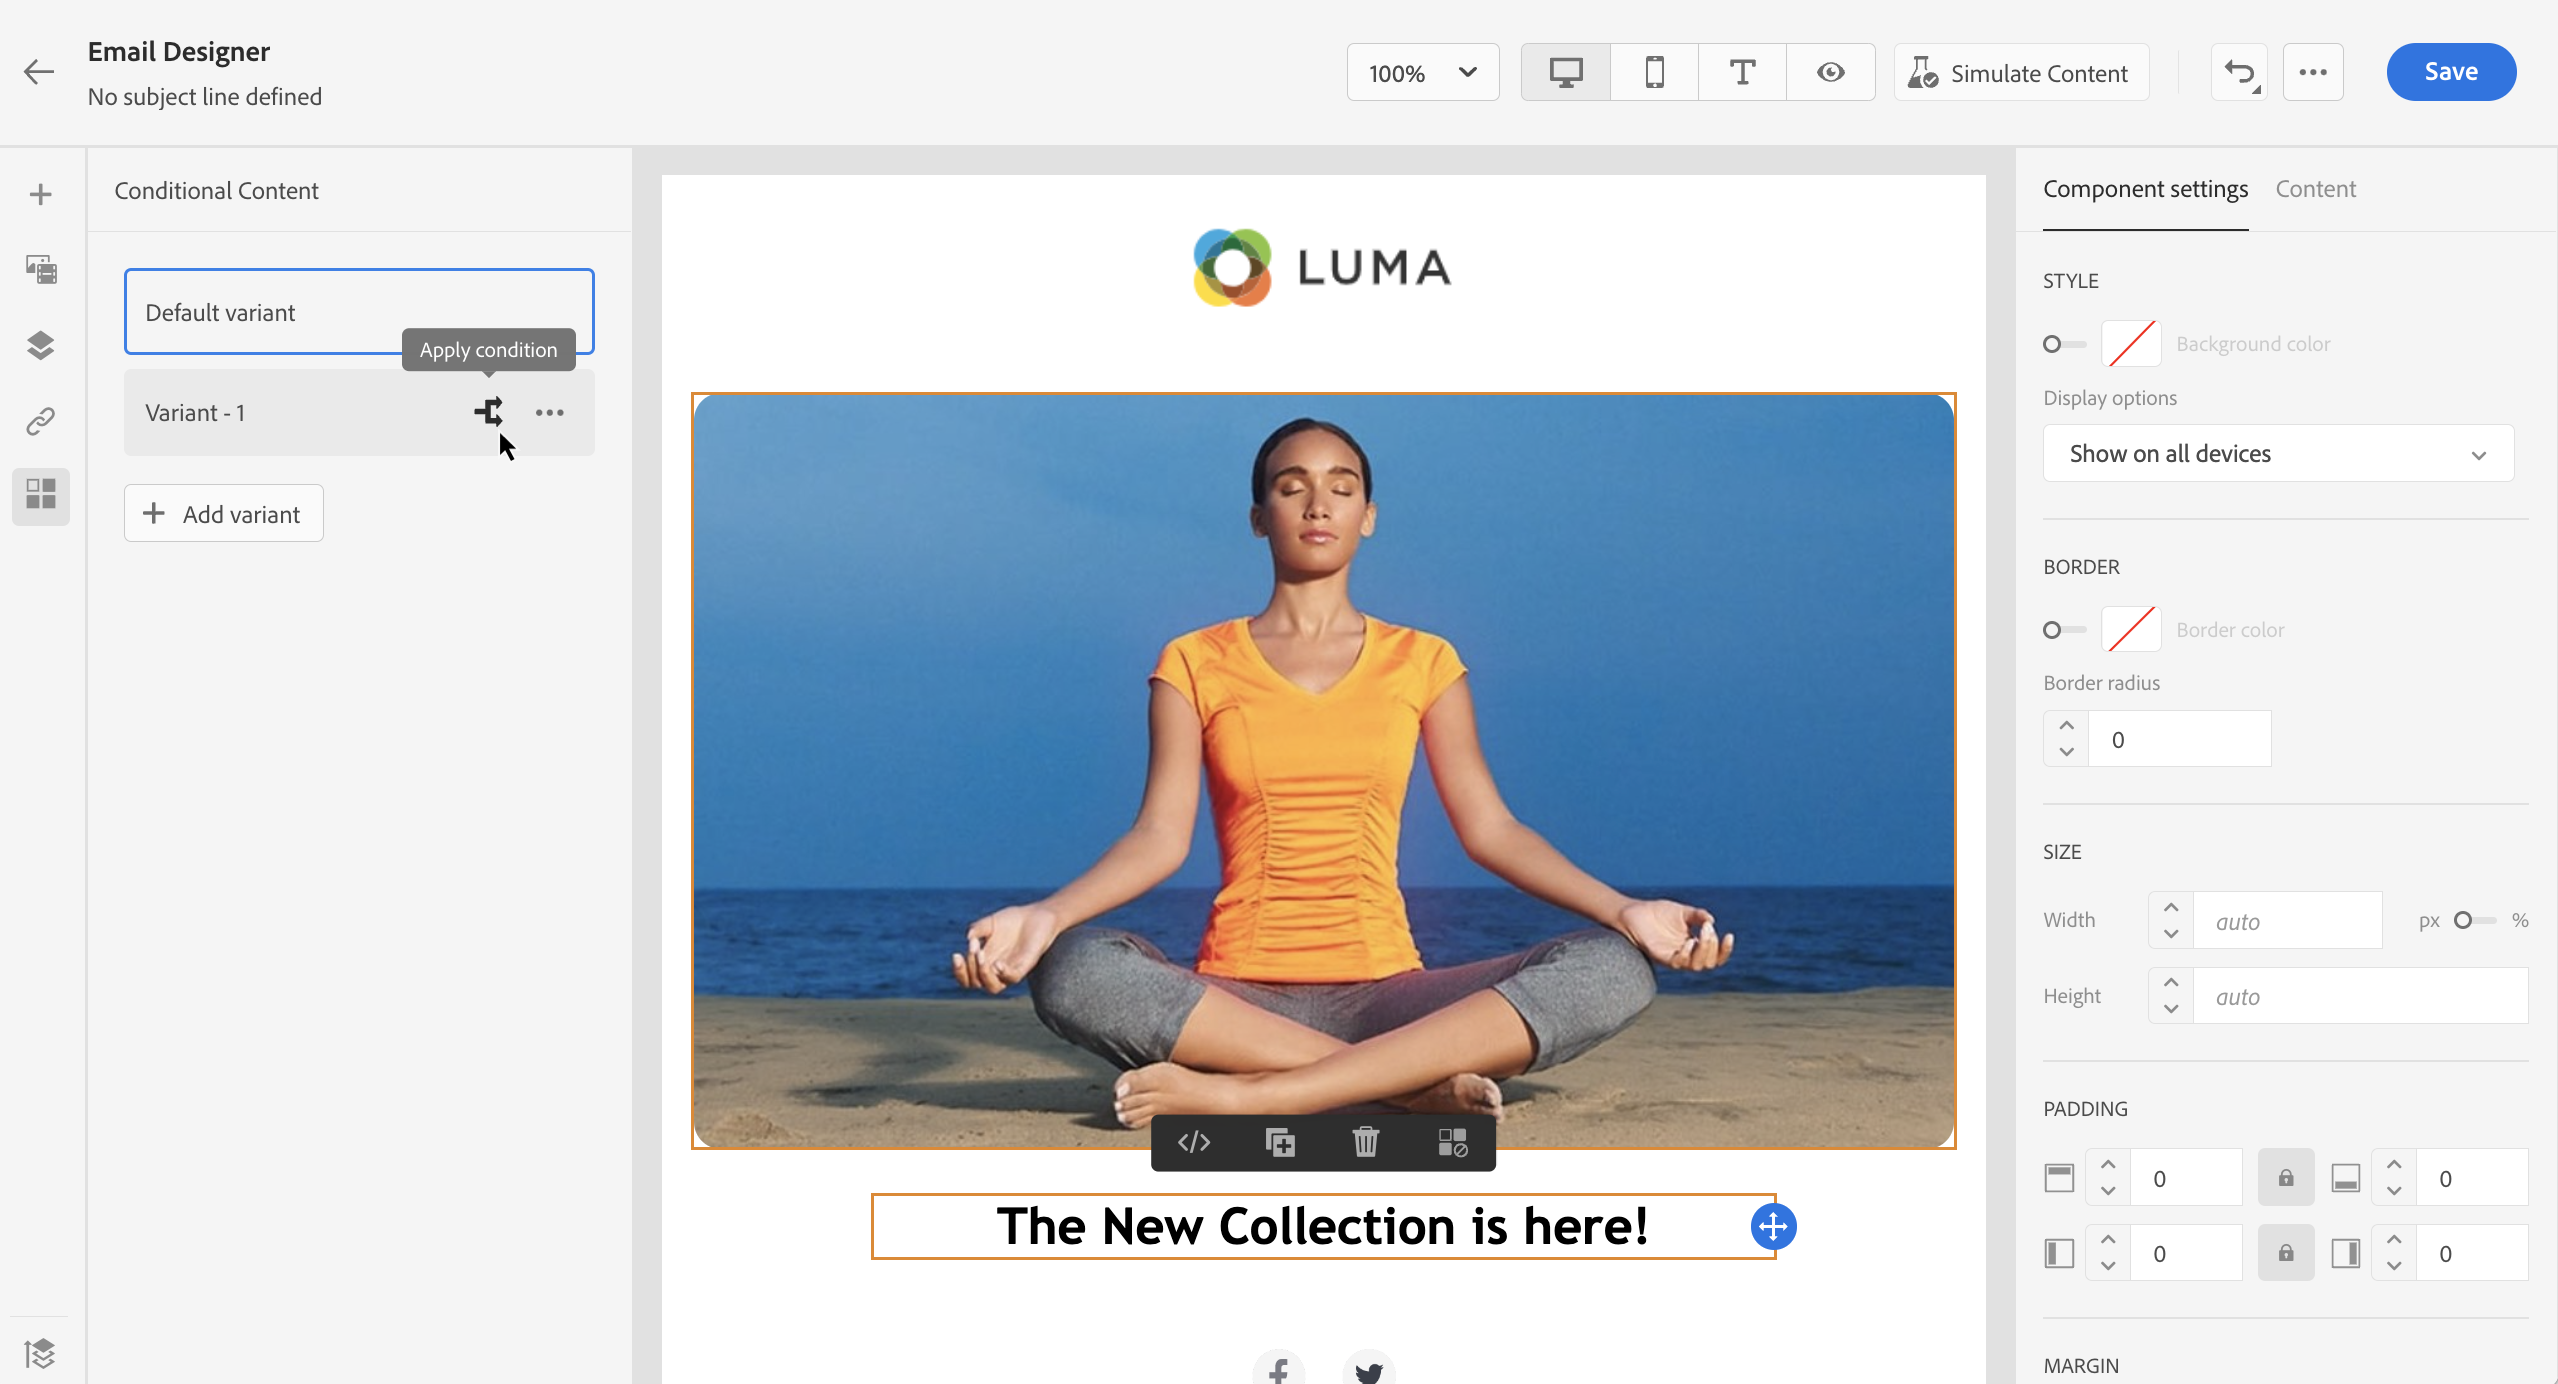 Email Designer
No subject line defined
100%
Simulate Content
Save
Conditional Content
Default variant
Apply condition
Variant - 1
Add variant
LUMA
The New Collection is here!
Component settings
Content
STYLE
Background color
Display options
Show on all devices
BORDER
Border color
Border radius
0
SIZE
Width
auto
px
%
Height
auto
PADDING
0
0
0
0
MARGIN